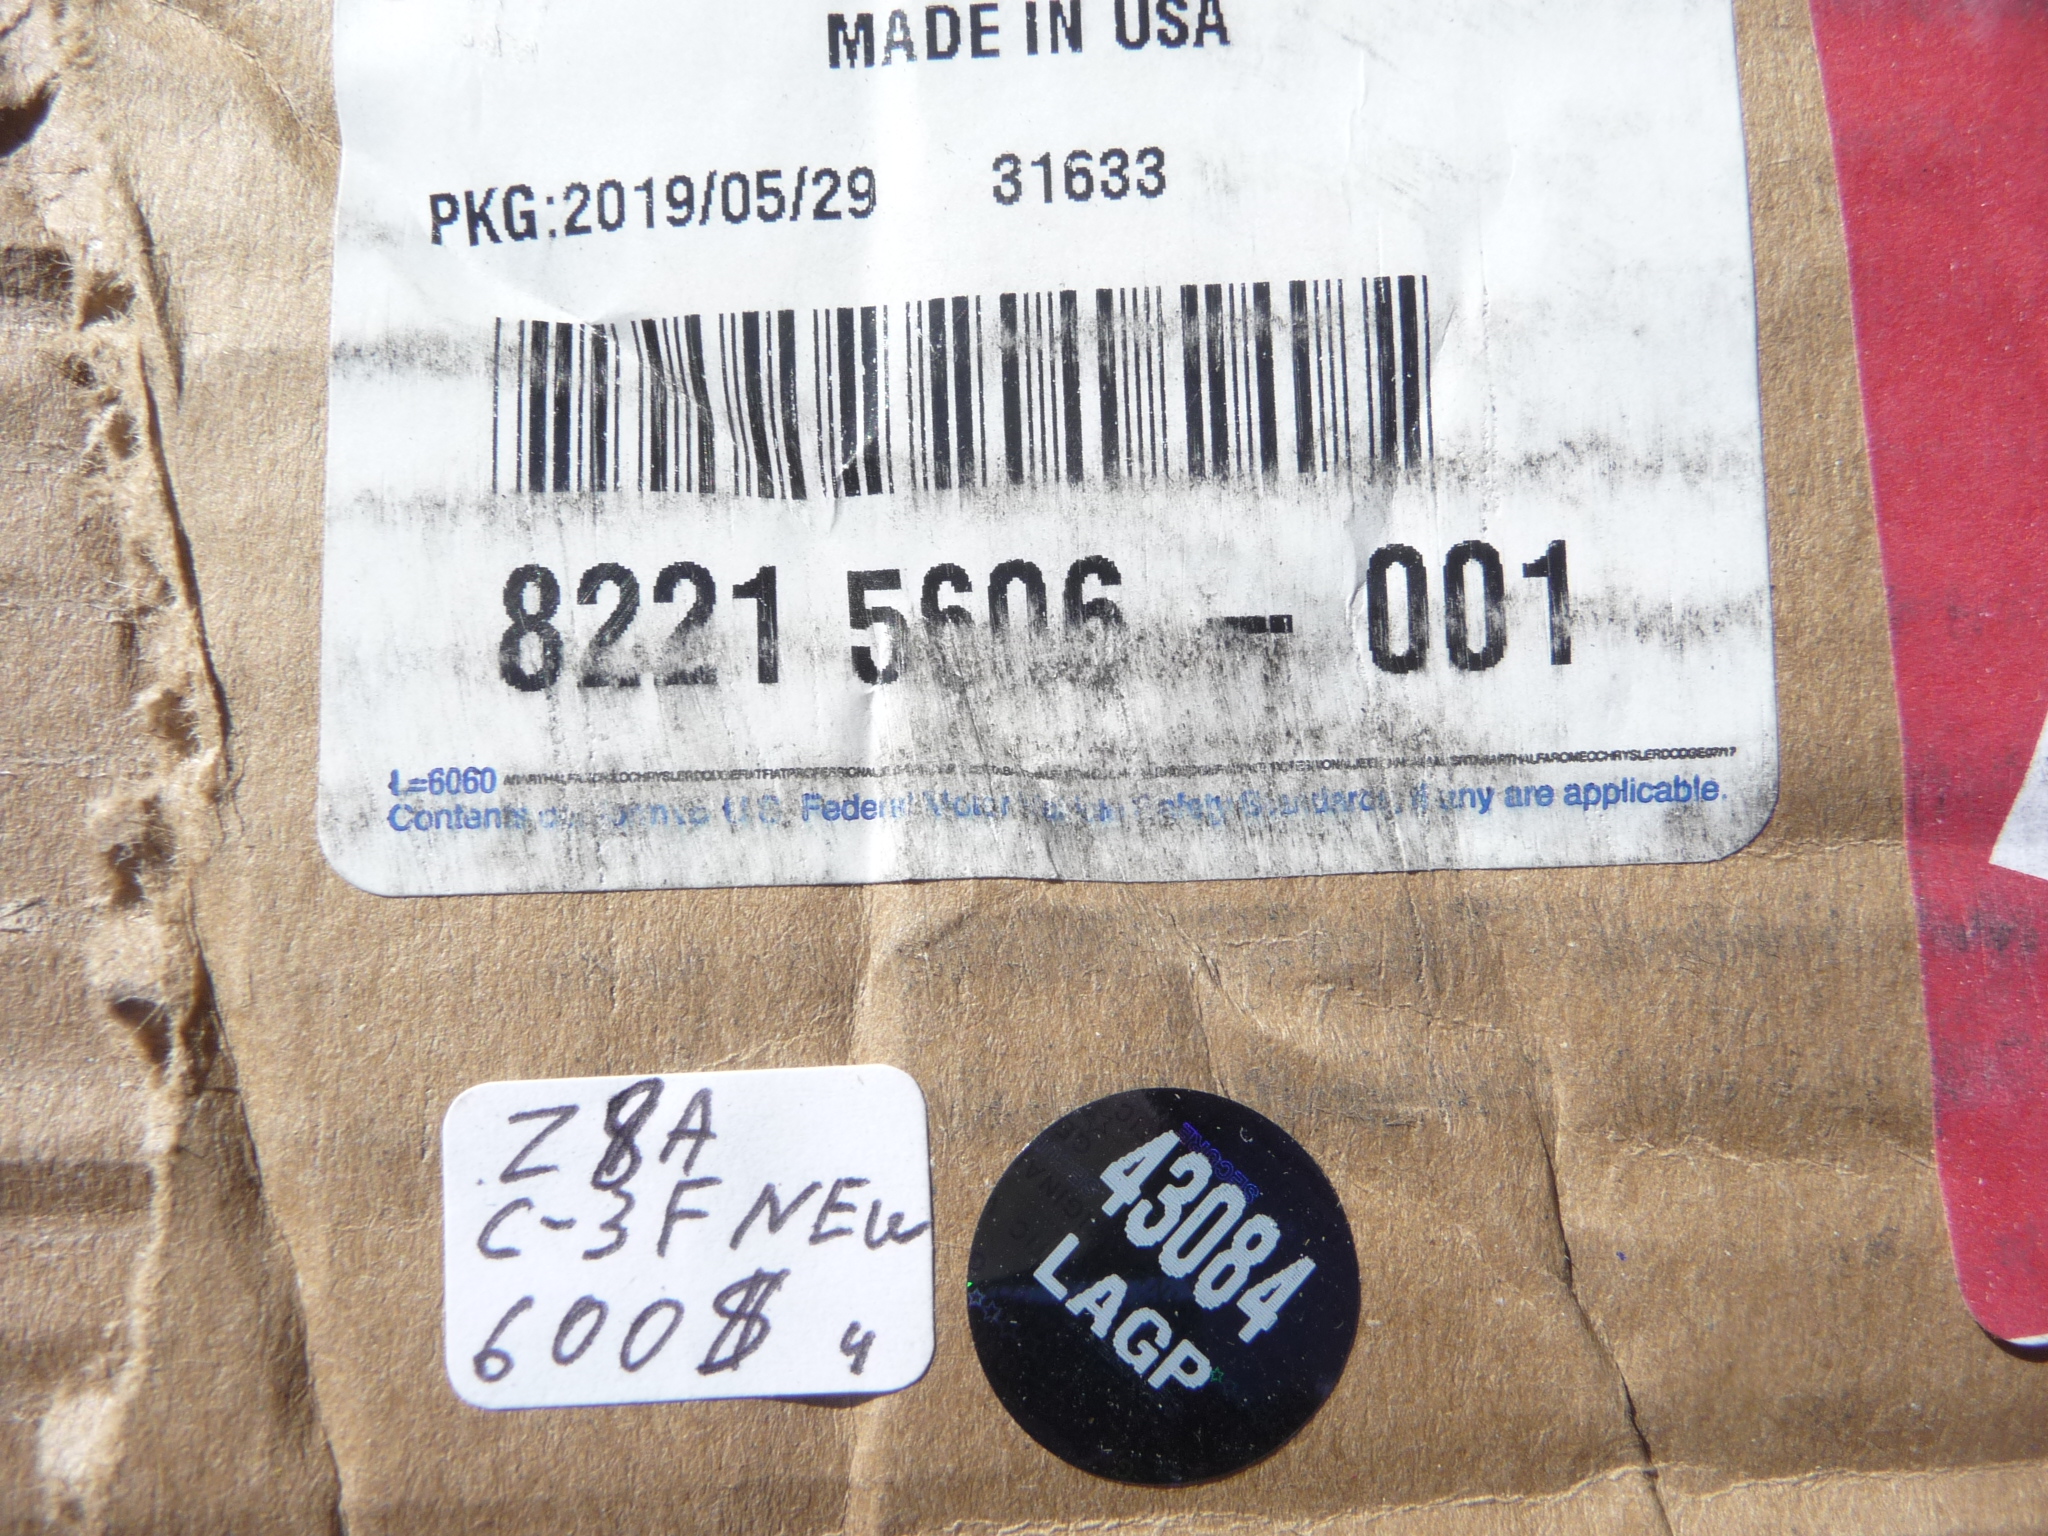 MADE IN USA
PKG:2019/05/29 31633
8221 5606 - 001
L=6060
Contents U.S. Federal Motor Safety Standards, if any are applicable.
Z8A
C-3F NEW
600$ 4
43084
LAGP